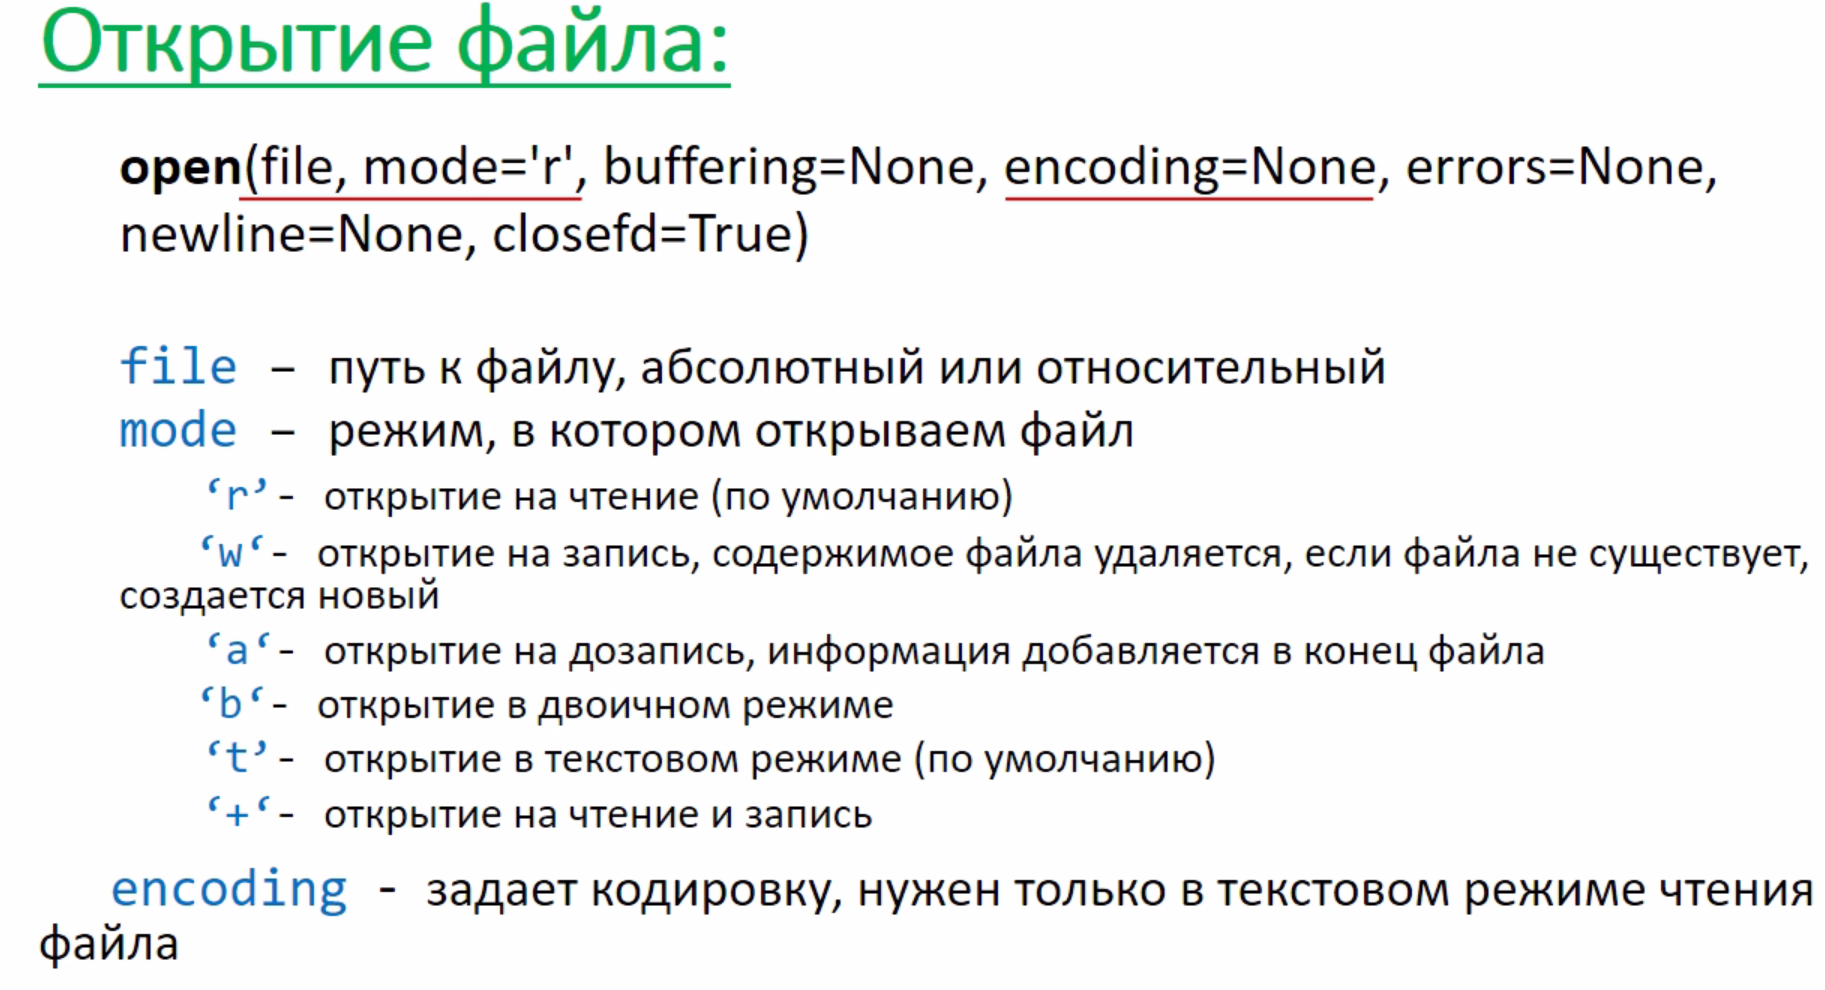 Открытие файла:
open(file, mode='r', buffering=None, encoding=None, errors=None,
newline=None, closefd=True)
file – путь к файлу, абсолютный или относительный
mode – режим, в котором открываем файл
‘r’- открытие на чтение (по умолчанию)
‘w‘- открытие на запись, содержимое файла удаляется, если файла не существует,
создается новый
‘a‘- открытие на дозапись, информация добавляется в конец файла
‘b‘- открытие в двоичном режиме
‘t’- открытие в текстовом режиме (по умолчанию)
‘+‘- открытие на чтение и запись
encoding - задает кодировку, нужен только в текстовом режиме чтения
файла